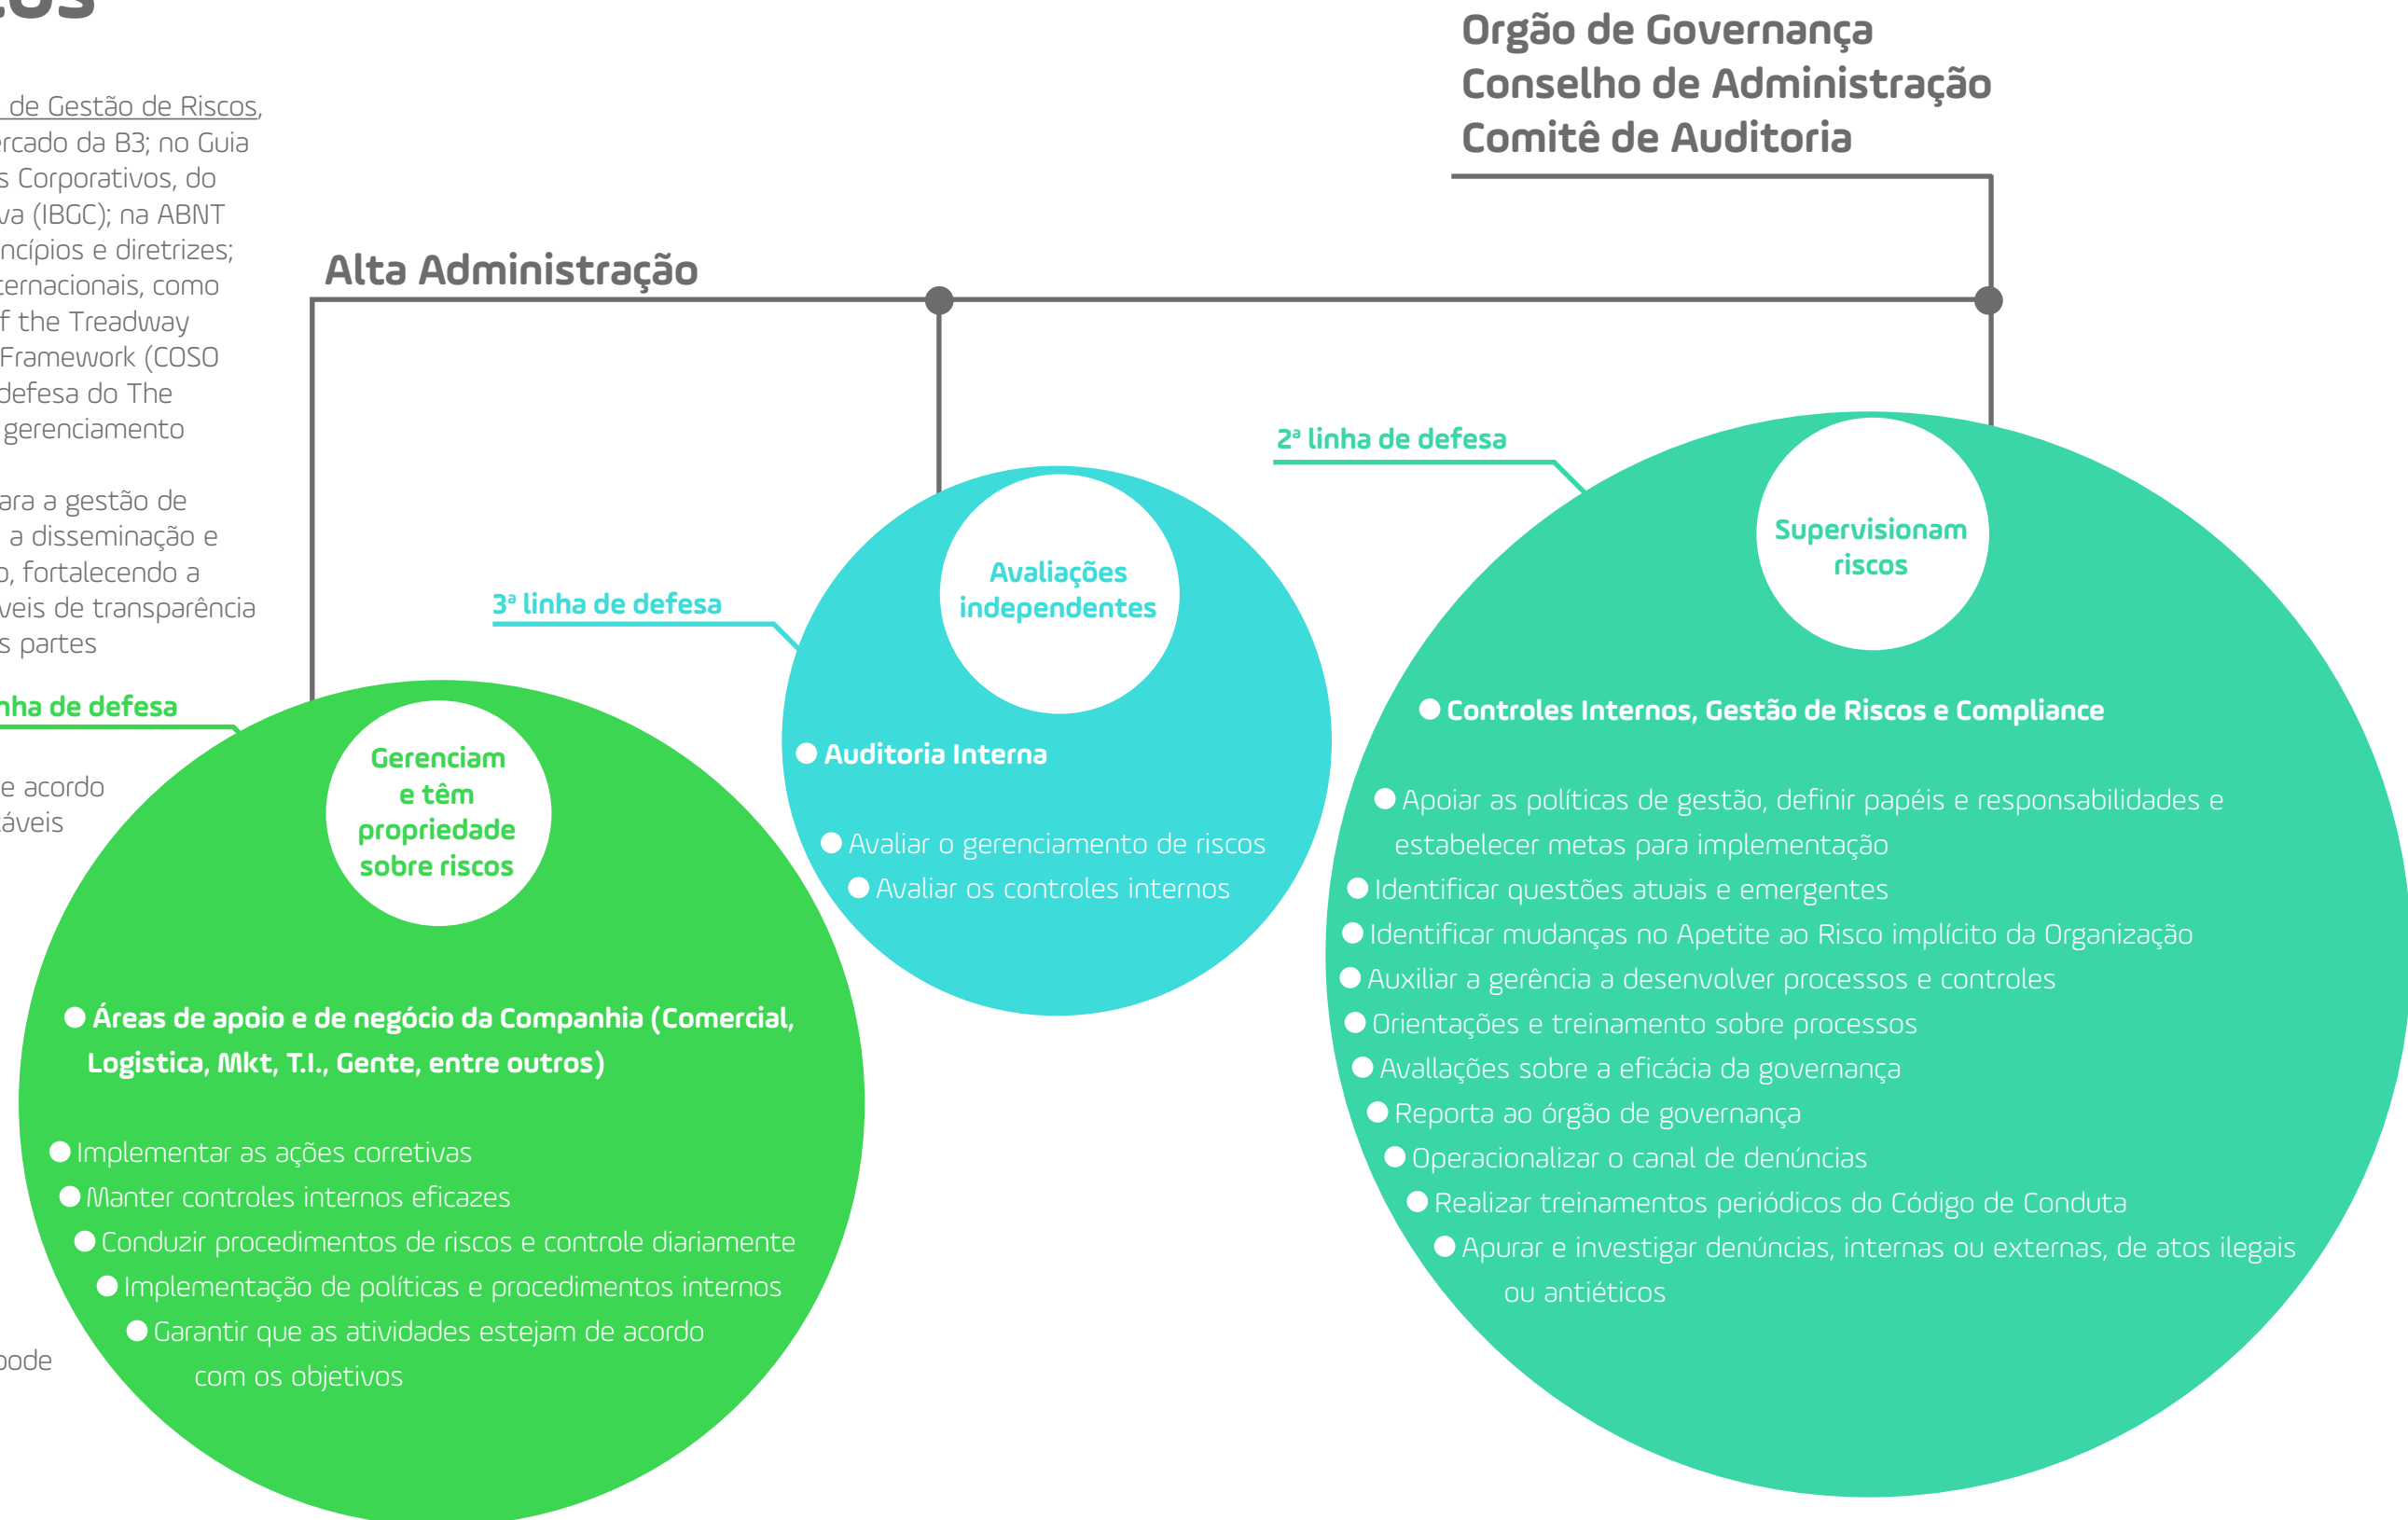 de Gestão de Riscos,
ercado da B3; no Guia
s Corporativos, do
va (IBGC); na ABNT
ncípios e diretrizes;
ternacionais, como
f the Treadway
Framework (COSO
defesa do The
gerenciamento
ara a gestão de
a disseminação e
o, fortalecendo a
veis de transparência
s partes
nha de defesa
e acordo
táveis
pode
Orgão de Governança
Conselho de Administração
Comitê de Auditoria
Alta Administração
Gerenciam
e têm
propriedade
sobre riscos
● Áreas de apoio e de negócio da Companhia (Comercial,
Logistica, Mkt, T.I., Gente, entre outros)
● Implementar as ações corretivas
● Manter controles internos eficazes
● Conduzir procedimentos de riscos e controle diariamente
● Implementação de políticas e procedimentos internos
● Garantir que as atividades estejam de acordo
com os objetivos
3ª linha de defesa
Avaliações
independentes
● Auditoria Interna
● Avaliar o gerenciamento de riscos
● Avaliar os controles internos
2ª linha de defesa
Supervisionam
riscos
● Controles Internos, Gestão de Riscos e Compliance
● Apoiar as políticas de gestão, definir papéis e responsabilidades e
estabelecer metas para implementação
● Identificar questões atuais e emergentes
● Identificar mudanças no Apetite ao Risco implícito da Organização
● Auxiliar a gerência a desenvolver processos e controles
● Orientações e treinamento sobre processos
● Avallações sobre a eficácia da governança
● Reporta ao órgão de governança
● Operacionalizar o canal de denúncias
● Realizar treinamentos periódicos do Código de Conduta
● Apurar e investigar denúncias, internas ou externas, de atos ilegais
ou antiéticos